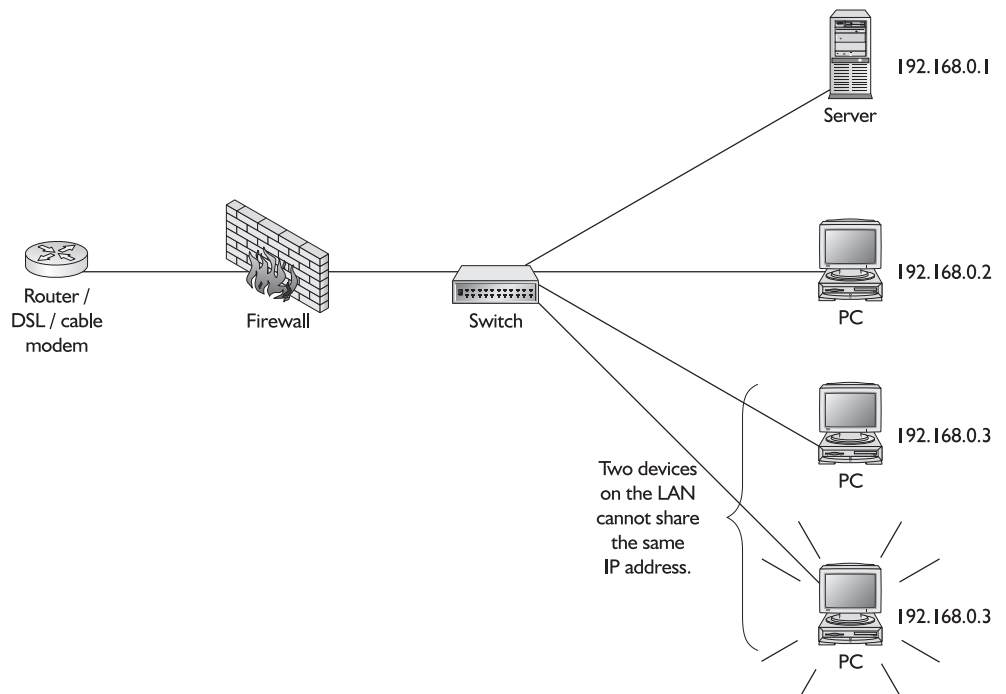 192.168.0.1
Server
192.168.0.2
PC
Router /
DSL / cable
modem
Firewall
Switch
192.168.0.3
PC
Two devices
on the LAN
cannot share
the same
IP address.
192.168.0.3
PC